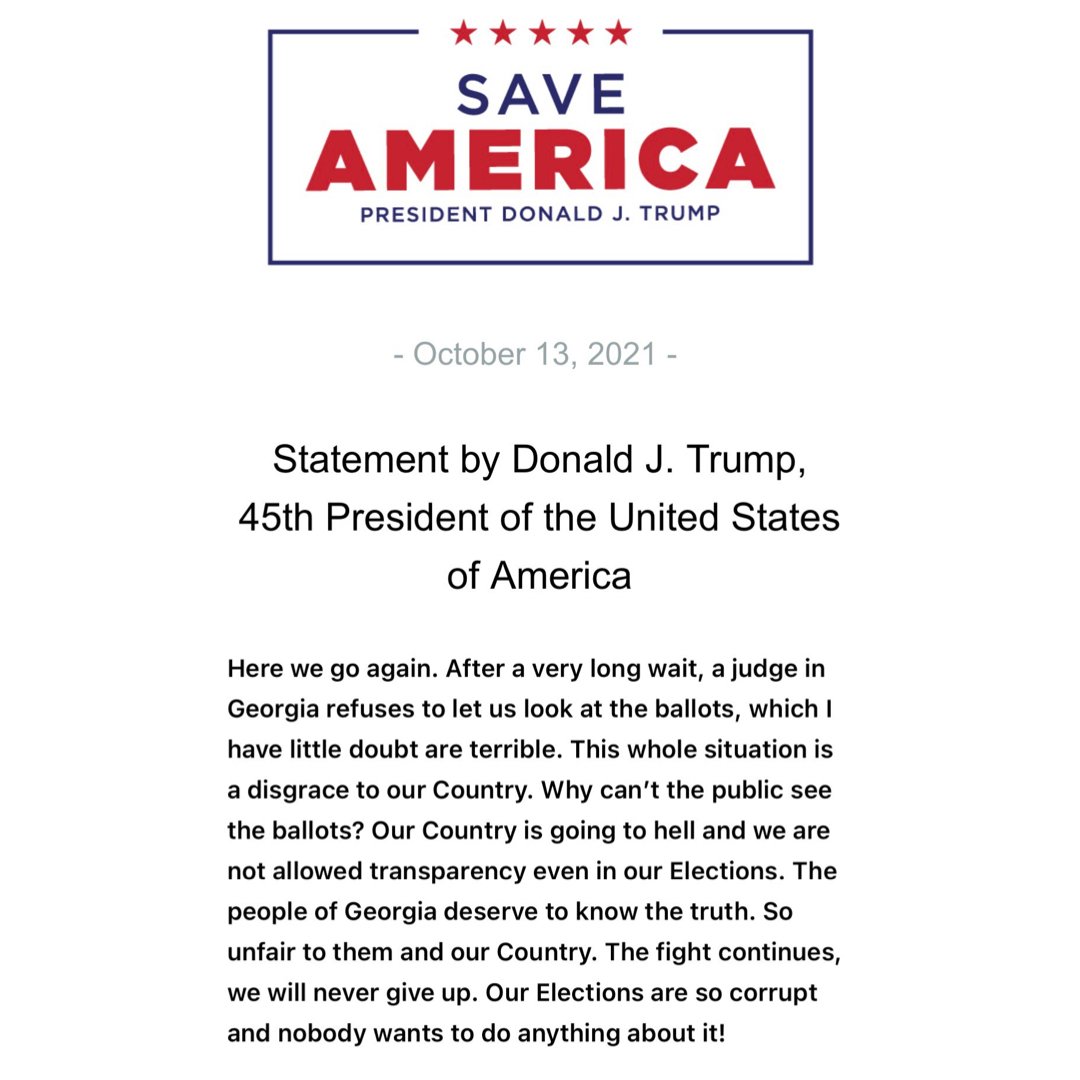 SAVE
AMERICA
PRESIDENT DONALD J. TRUMP
- October 13, 2021 -
Statement by Donald J. Trump,
45th President of the United States
of America
Here we go again. After a very long wait, a judge in
Georgia refuses to let us look at the ballots, which I
have little doubt are terrible. This whole situation is
a disgrace to our Country. Why can’t the public see
the ballots? Our Country is going to hell and we are
not allowed transparency even in our Elections. The
people of Georgia deserve to know the truth. So
unfair to them and our Country. The fight continues,
we will never give up. Our Elections are so corrupt
and nobody wants to do anything about it!